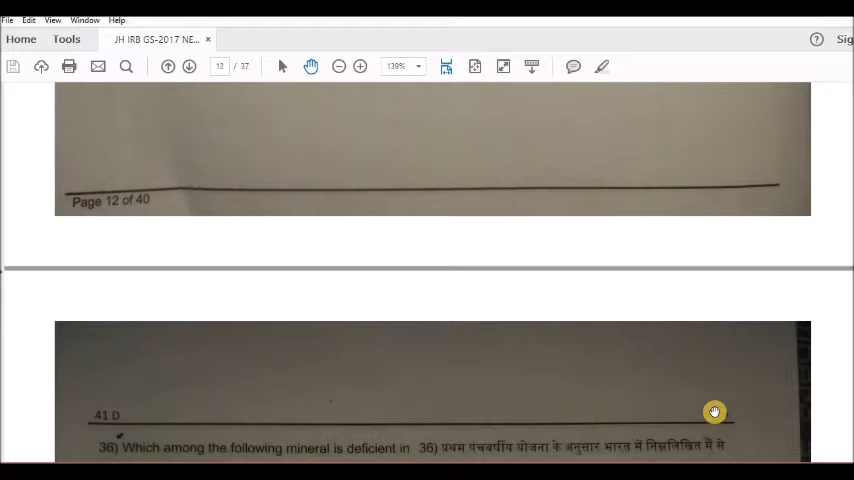 File Edit View Window Help
Home Tools JH IRB GS-2017 NE... × ? Sig
12 / 37 139%
Page 12 of 40
41 D
36) Which among the following mineral is deficient in 36) प्रथम पंचवर्षीय योजना के अनुसार भारत में निम्नलिखित में से